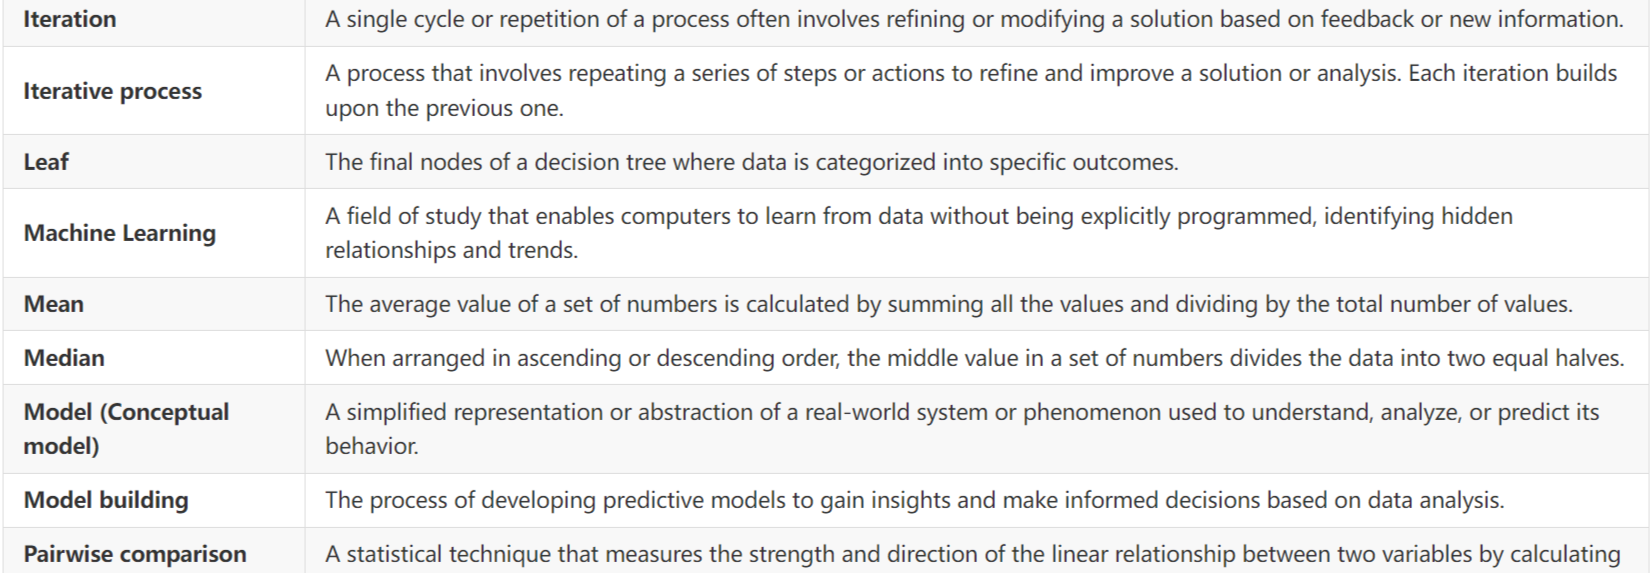 Iteration
A single cycle or repetition of a process often involves refining or modifying a solution based on feedback or new information.
Iterative process
A process that involves repeating a series of steps or actions to refine and improve a solution or analysis. Each iteration builds
upon the previous one.
Leaf
The final nodes of a decision tree where data is categorized into specific outcomes.
Machine Learning
A field of study that enables computers to learn from data without being explicitly programmed, identifying hidden
relationships and trends.
Mean
The average value of a set of numbers is calculated by summing all the values and dividing by the total number of values.
Median
When arranged in ascending or descending order, the middle value in a set of numbers divides the data into two equal halves.
Model (Conceptual
model)
A simplified representation or abstraction of a real-world system or phenomenon used to understand, analyze, or predict its
behavior.
Model building
The process of developing predictive models to gain insights and make informed decisions based on data analysis.
Pairwise comparison
A statistical technique that measures the strength and direction of the linear relationship between two variables by calculating